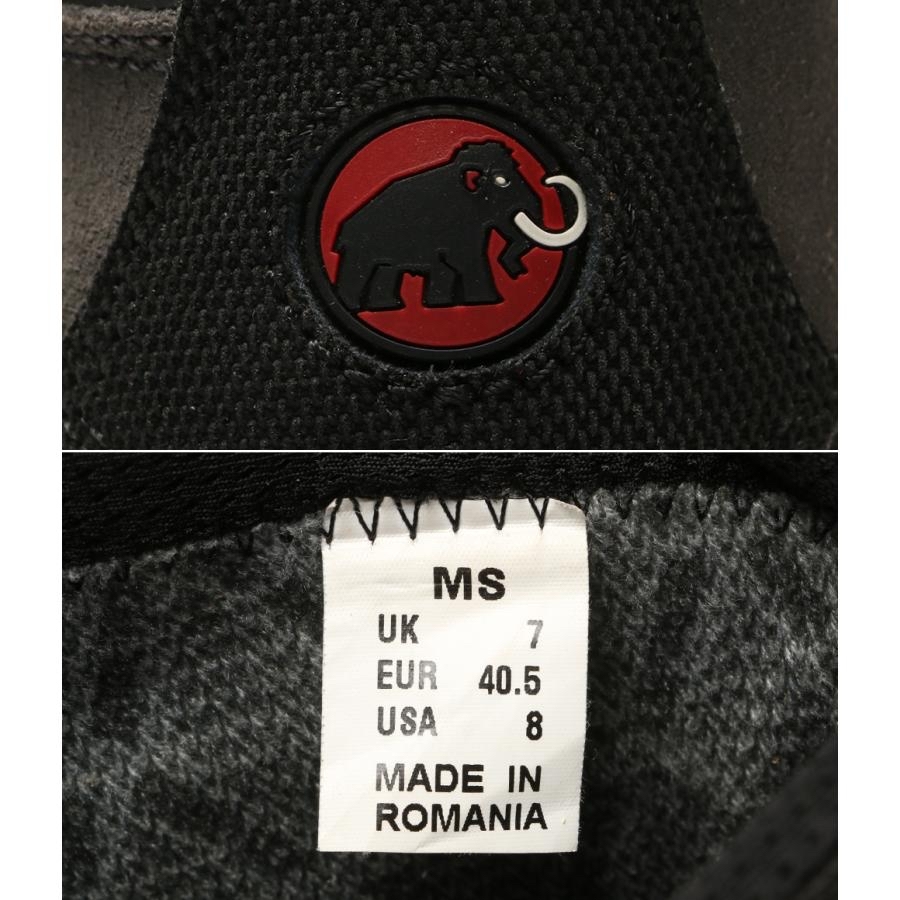 MS
UK 7
EUR 40.5
USA 8
MADE IN
ROMANIA